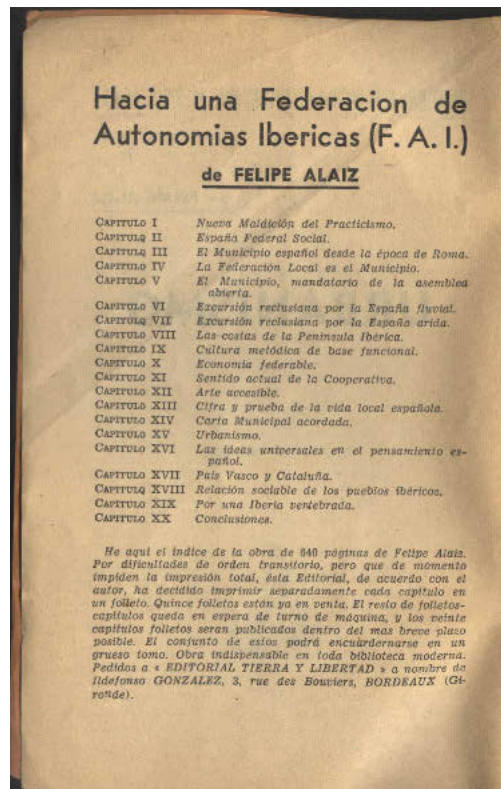 Hacia una Federacion de
Autonomias Ibericas (F. A. I.)
de FELIPE ALAIZ
CAPITULO I Nueva Maldición del Practicismo.
CAPITULO II España Federal Social.
CAPITULO III El Municipio español desde la época de Roma.
CAPITULO IV La Federación Local es el Municipio.
CAPITULO V El Municipio, mandatario de la asemblea
abierta.
CAPITULO VI Excursión reclusiana por la España fluvial.
CAPITULO VII Excursión reclusiana por la España arida.
CAPITULO VIII Las costas de la Península Ibérica.
CAPITULO IX Cultura metódica de base funcional.
CAPITULO X Economia federable.
CAPITULO XI Sentido actual de la Cooperativa.
CAPITULO XII Arte accesible.
CAPITULO XIII Cifra y prueba de la vida local española.
CAPITULO XIV Carta Municipal acordada.
CAPITULO XV Urbanismo.
CAPITULO XVI Las ideas universales en el pensamiento es-
pañol.
CAPITULO XVII Pais Vasco y Cataluña.
CAPITULO XVIII Relación sociable de los pueblos ibéricos.
CAPITULO XIX Por una Iberia vertebrada.
CAPITULO XX Conclusiones.
He aqui el indice de la obra de 640 páginas de Felipe Alaiz.
Por dificultades de orden transitorio, pero que de momento
impiden la impresión total, ésta Editorial, de acuerdo con el
autor, ha decidido imprimir separadamente cada capitulo en
un folleto. Quince folletos están ya en venta. El resto de folletos-
capitulos queda en espera de turno de máquina, y los veinte
capitulos folletos seran publicados dentro del mas breve plazo
posible. El conjunto de estos podrá encuardernarse en un
grueso tomo. Obra indispensable en toda biblioteca moderna.
Pedidos a « EDITORIAL TIERRA Y LIBERTAD » a nombre de
Ildefonso GONZALEZ, 3, rue des Bouviers, BORDEAUX (Gi-
ronde).